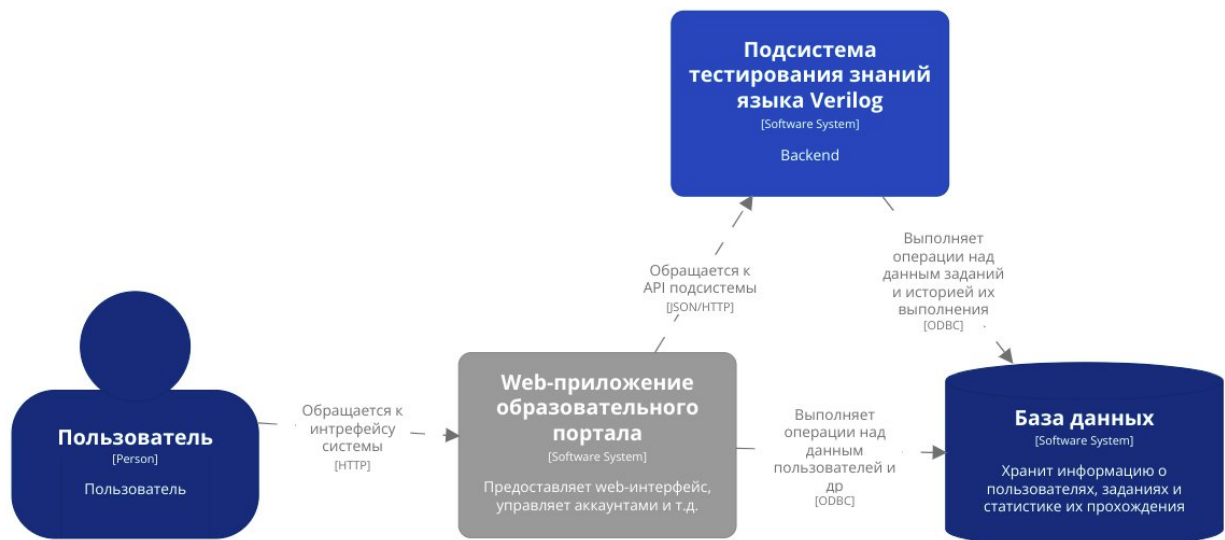 Подсистема
тестирования знаний
языка Verilog
[Software System]
Backend
Выполняет
операции над
данным заданий
и историей их
выполнения
[ODBC]
Обращается к
API подсистемы
[JSON/HTTP]
Пользователь
[Person]
Пользователь
Обращается к
интрефейсу
системы
[HTTP]
Web-приложение
образовательного
портала
[Software System]
Предоставляет web-интерфейс,
управляет аккаунтами и т.д.
Выполняет
операции над
данным
пользователей и
др
[ODBC]
База данных
[Software System]
Хранит информацию о
пользователях, заданиях и
статистике их прохождения